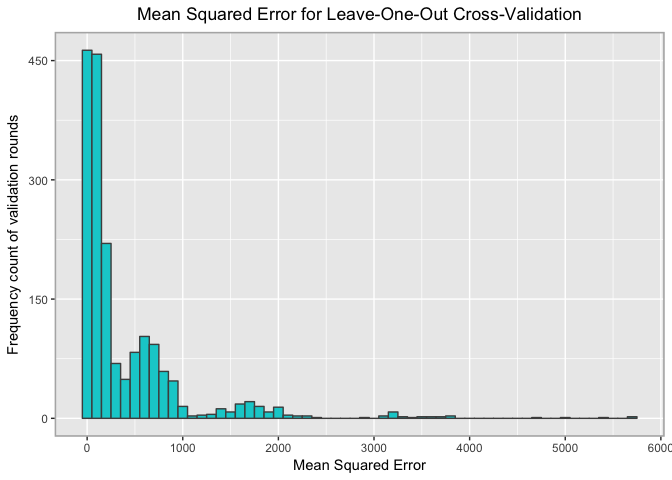 Mean Squared Error for Leave-One-Out Cross-Validation
Frequency count of validation rounds
450
300
150
0
0 1000 2000 3000 4000 5000 6000
Mean Squared Error